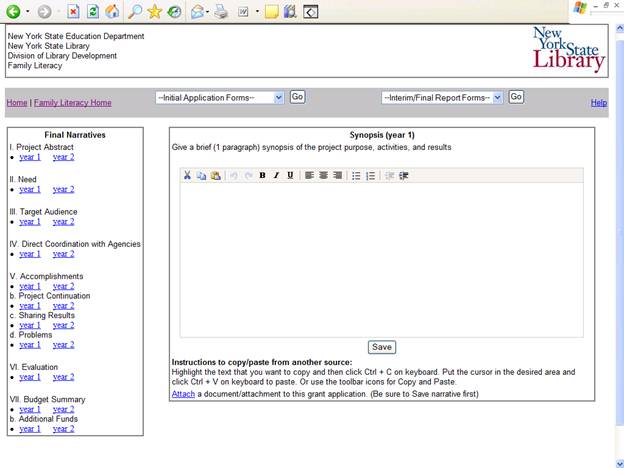 New York State Education Department
New York State Library
Division of Library Development
Family Literacy
New
York State
Library
Home | Family Literacy Home
--Initial Application Forms--
Go
--Interim/Final Report Forms--
Go
Help
Final Narratives
I. Project Abstract
• year 1 year 2
II. Need
• year 1 year 2
III. Target Audience
• year 1 year 2
IV. Direct Coordination with Agencies
• year 1 year 2
V. Accomplishments
• year 1 year 2
b. Project Continuation
• year 1 year 2
c. Sharing Results
• year 1 year 2
d. Problems
• year 1 year 2
VI. Evaluation
• year 1 year 2
VII. Budget Summary
• year 1 year 2
b. Additional Funds
• year 1 year 2
Synopsis (year 1)
Give a brief (1 paragraph) synopsis of the project purpose, activities, and results
B I U
Save
Instructions to copy/paste from another source:
Highlight the text that you want to copy and then click Ctrl + C on keyboard. Put the cursor in the desired area and
click Ctrl + V on keyboard to paste. Or use the toolbar icons for Copy and Paste.
Attach a document/attachment to this grant application. (Be sure to Save narrative first)